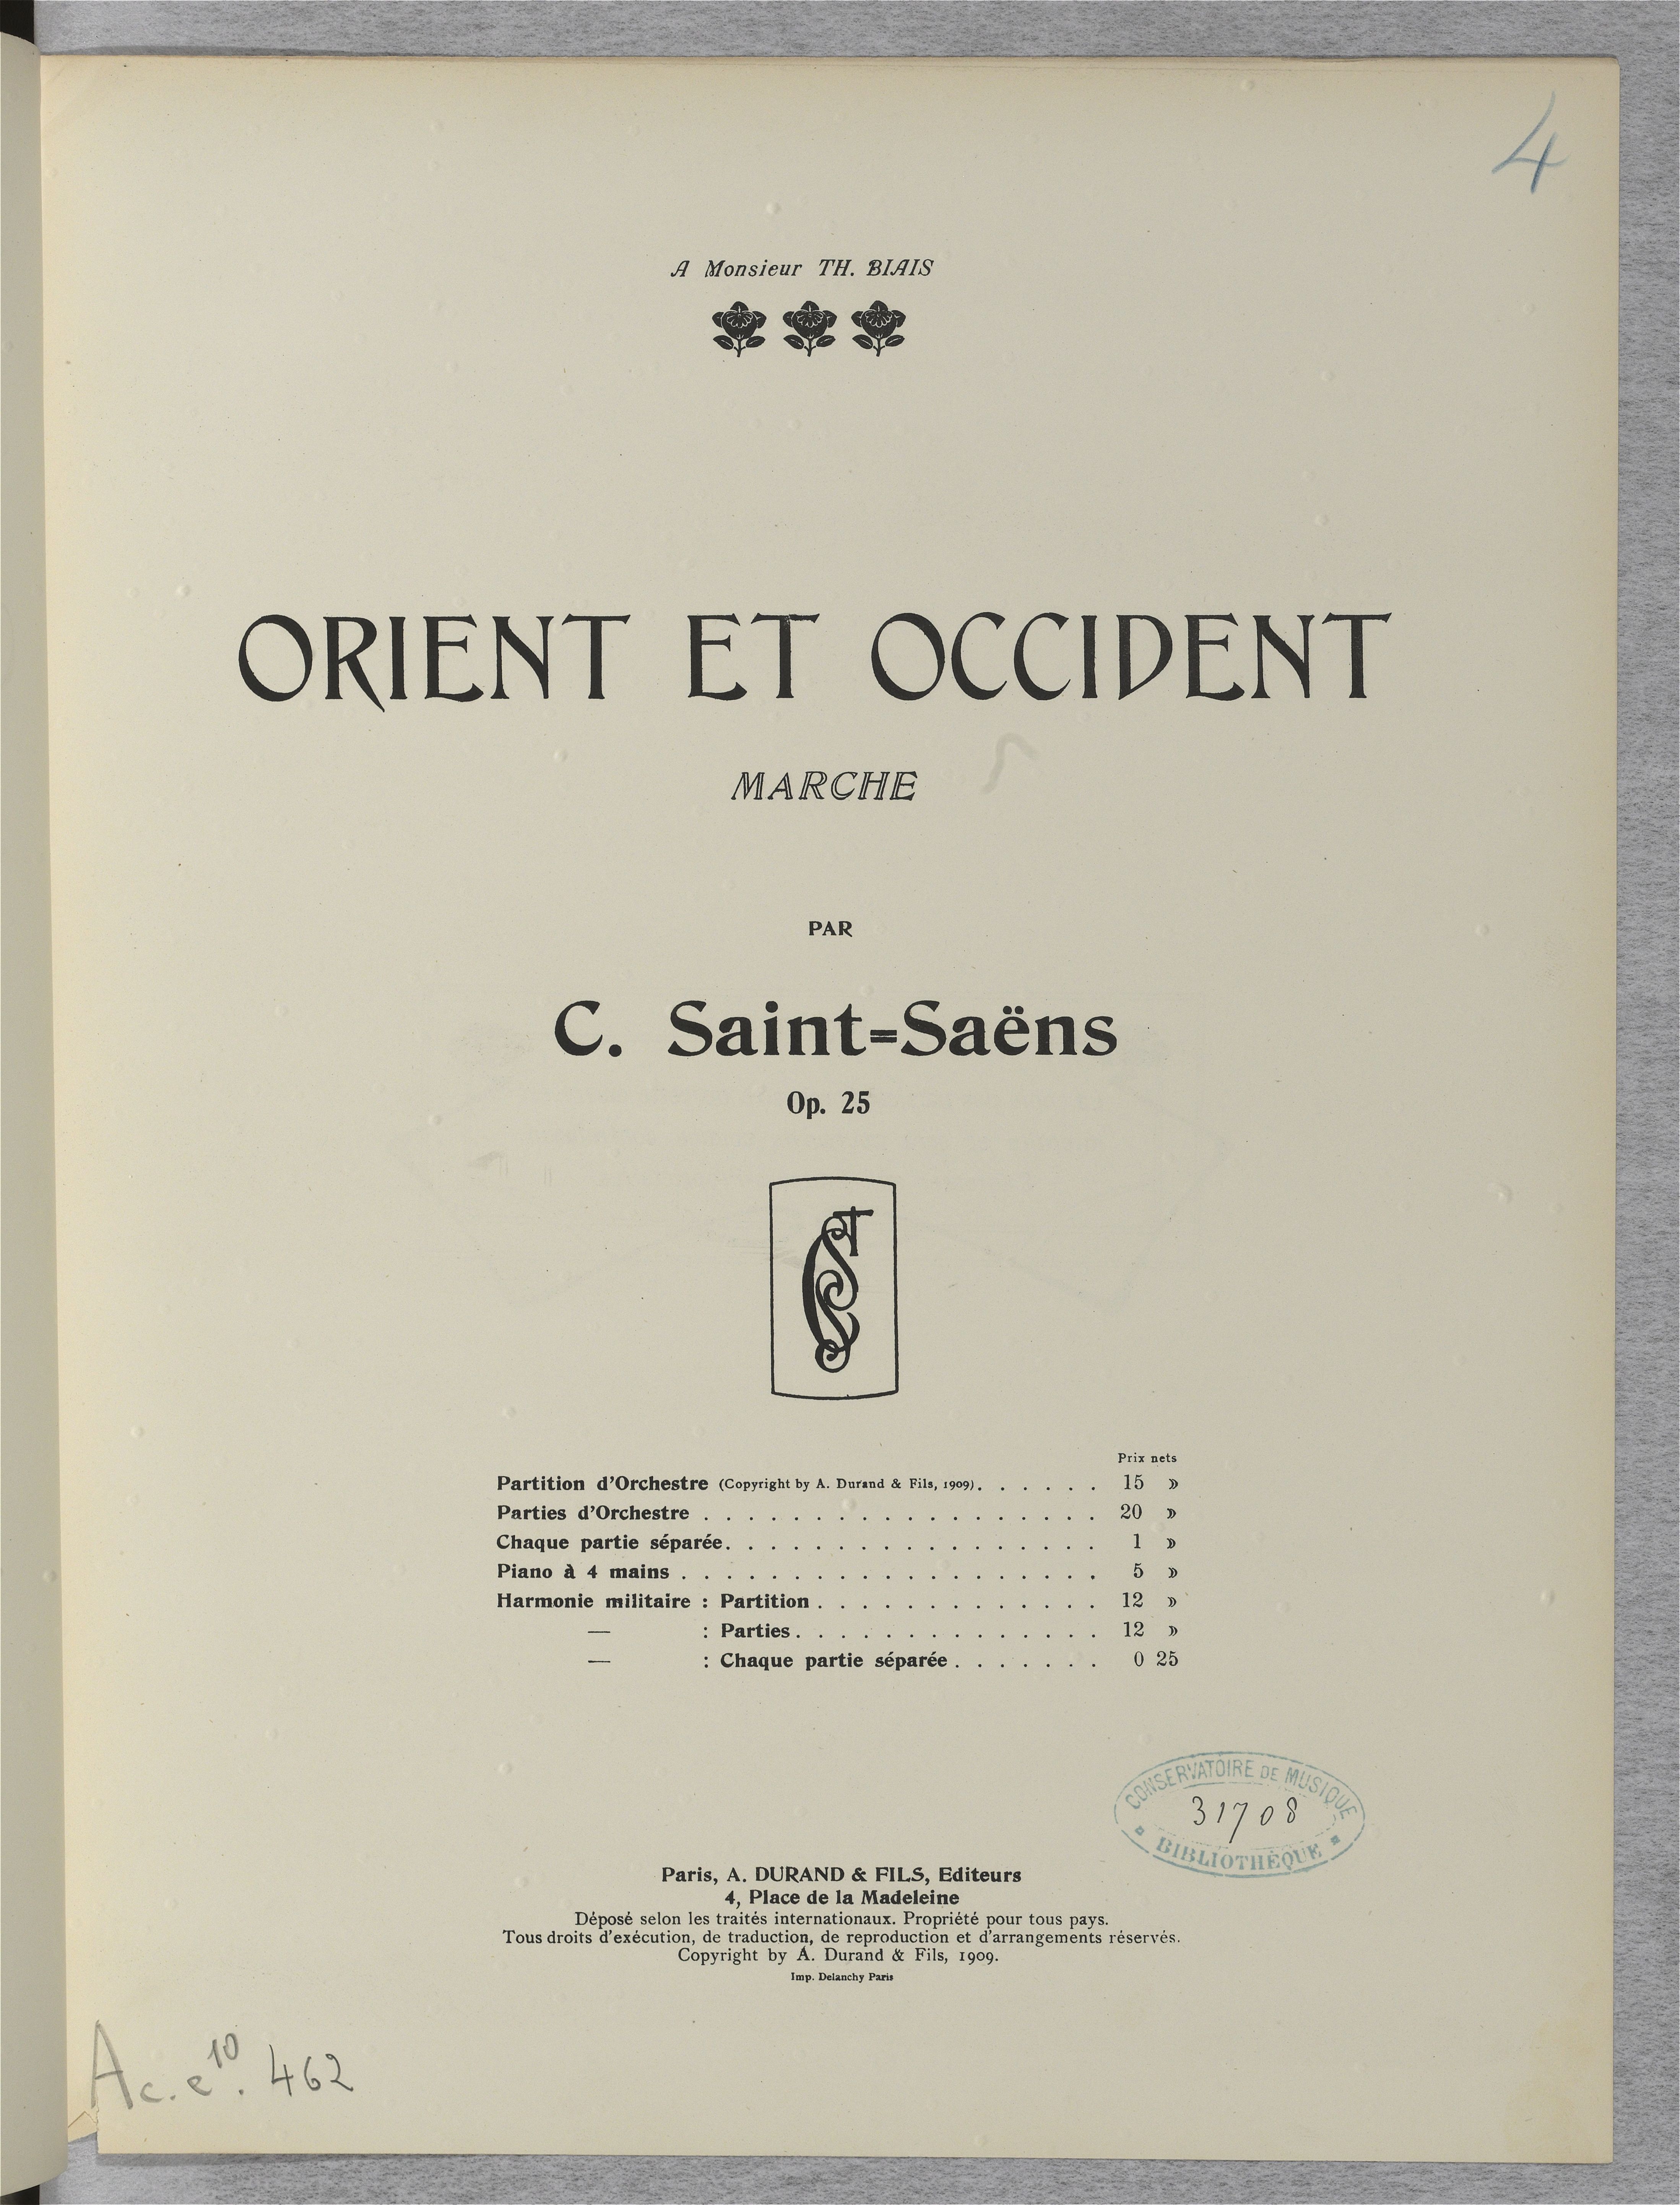 4
A Monsieur TH. BIAIS
ORIENT ET OCCIDENT
MARCHE
PAR
C. Saint=Saëns
Op. 25
Prix nets
Partition d'Orchestre (Copyright by A. Durand & Fils, 1909). . . . . . 15 »
Parties d'Orchestre . . . . . . . . . . . . . . . . . . 20 »
Chaque partie séparée. . . . . . . . . . . . . . . . . 1 »
Piano à 4 mains . . . . . . . . . . . . . . . . . . . 5 »
Harmonie militaire : Partition . . . . . . . . . . . . . 12 »
— : Parties. . . . . . . . . . . . . . 12 »
— : Chaque partie séparée . . . . . . . 0 25
CONSERVATOIRE DE MUSIQUE
31708
BIBLIOTHÈQUE
Paris, A. DURAND & FILS, Editeurs
4, Place de la Madeleine
Déposé selon les traités internationaux. Propriété pour tous pays.
Tous droits d'exécution, de traduction, de reproduction et d'arrangements réservés.
Copyright by A. Durand & Fils, 1909.
Imp. Delanchy Paris
Ac. e10. 462